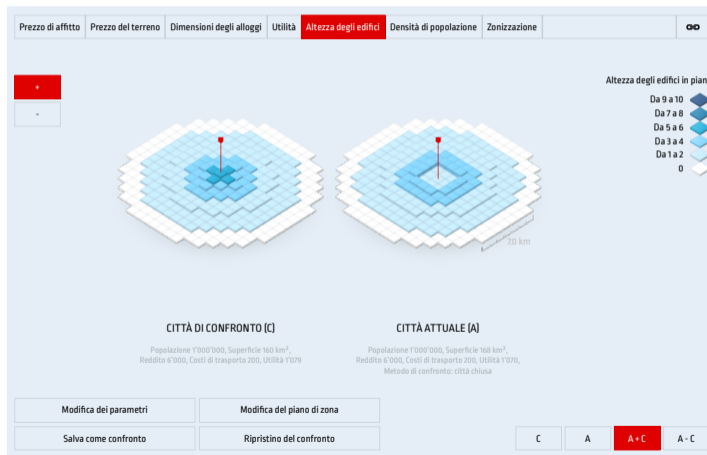 Prezzo di affitto Prezzo del terreno Dimensioni degli alloggi Utilità Altezza degli edifici Densità di popolazione Zonizzazione
+
-
Altezza degli edifici in pian
Da 9 a 10
Da 7 a 8
Da 5 a 6
Da 3 a 4
Da 1 a 2
0
7.0 km
CITTÀ DI CONFRONTO (C)
Popolazione 1'000'000, Superficie 160 km²,
Reddito 6'000, Costi di trasporto 200, Utilità 1'079
CITTÀ ATTUALE (A)
Popolazione 1'000'000, Superficie 168 km²,
Reddito 6'000, Costi di trasporto 200, Utilità 1'070,
Metodo di confronto: città chiusa
Modifica dei parametri Modifica del piano di zona
Salva come confronto Ripristino del confronto C A A + C A - C